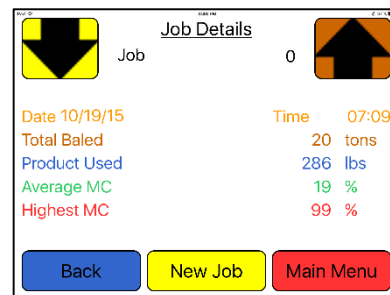 Job Details
Job 0
Date 10/19/15 Time 07:09
Total Baled 20 tons
Product Used 286 lbs
Average MC 19 %
Highest MC 99 %
Back New Job Main Menu